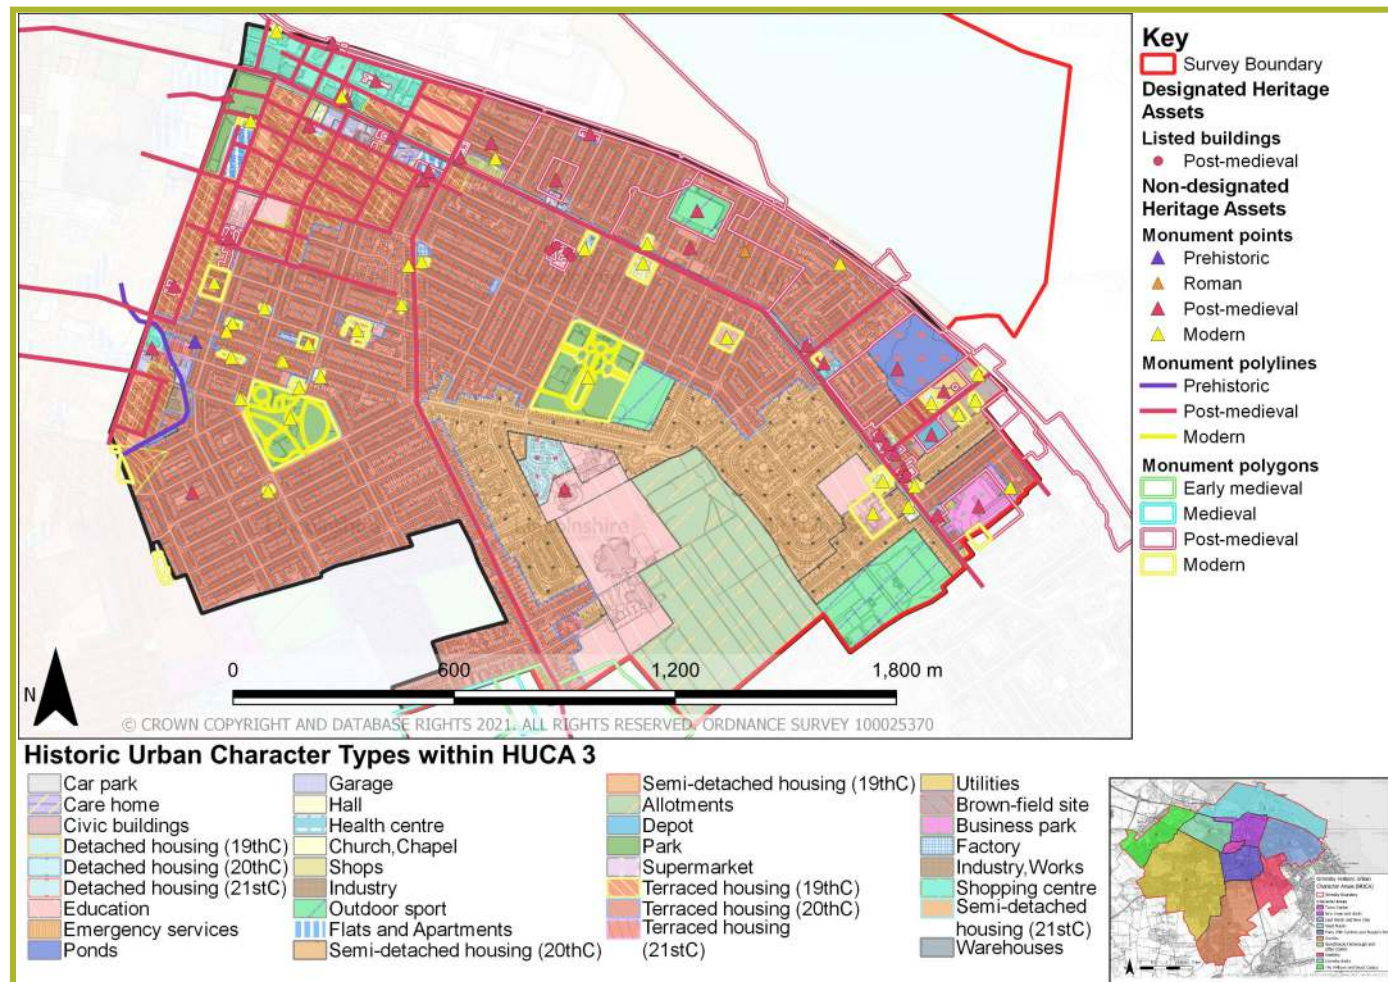 Key
Survey Boundary
Designated Heritage
Assets
Listed buildings
Post-medieval
Non-designated
Heritage Assets
Monument points
Prehistoric
Roman
Post-medieval
Modern
Monument polylines
Prehistoric
Post-medieval
Modern
Monument polygons
Early medieval
Medieval
Post-medieval
Modern
N
0 600 1,200 1,800 m
© CROWN COPYRIGHT AND DATABASE RIGHTS 2021. ALL RIGHTS RESERVED. ORDNANCE SURVEY 100025370
Historic Urban Character Types within HUCA 3
Car park
Care home
Civic buildings
Detached housing (19thC)
Detached housing (20thC)
Detached housing (21stC)
Education
Emergency services
Ponds
Garage
Hall
Health centre
Church,Chapel
Shops
Industry
Outdoor sport
Flats and Apartments
Semi-detached housing (20thC)
Semi-detached housing (19thC)
Allotments
Depot
Park
Supermarket
Terraced housing (19thC)
Terraced housing (20thC)
Terraced housing
(21stC)
Utilities
Brown-field site
Business park
Factory
Industry,Works
Shopping centre
Semi-detached
housing (21stC)
Warehouses